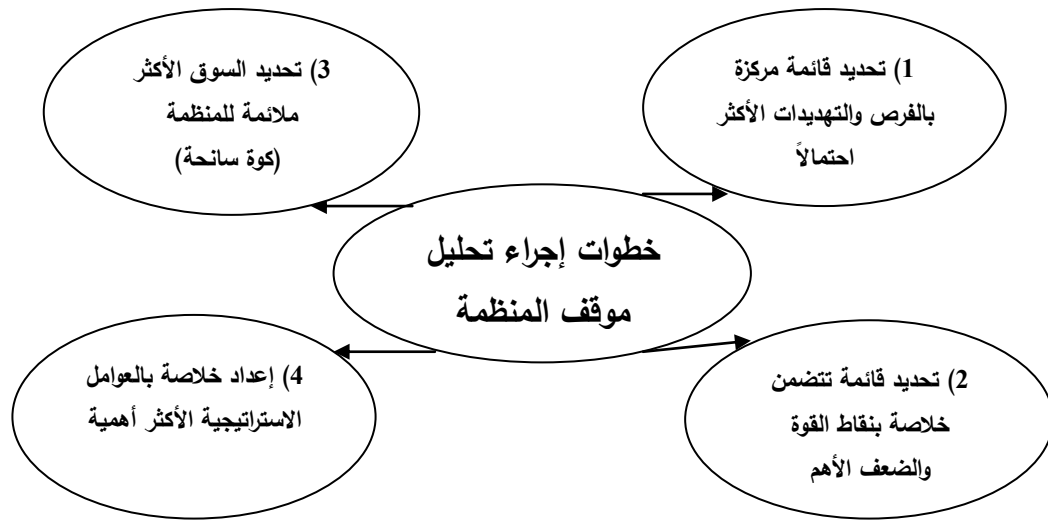 خطوات إجراء تحليل
موقف المنظمة
1) تحديد قائمة مركزة
بالفرص والتهديدات الأكثر
احتمالاً
2) تحديد قائمة تتضمن
خلاصة بنقاط القوة
والضعف الأهم
3) تحديد السوق الأكثر
ملائمة للمنظمة
(كوة سانحة)
4) إعداد خلاصة بالعوامل
الاستراتيجية الأكثر أهمية